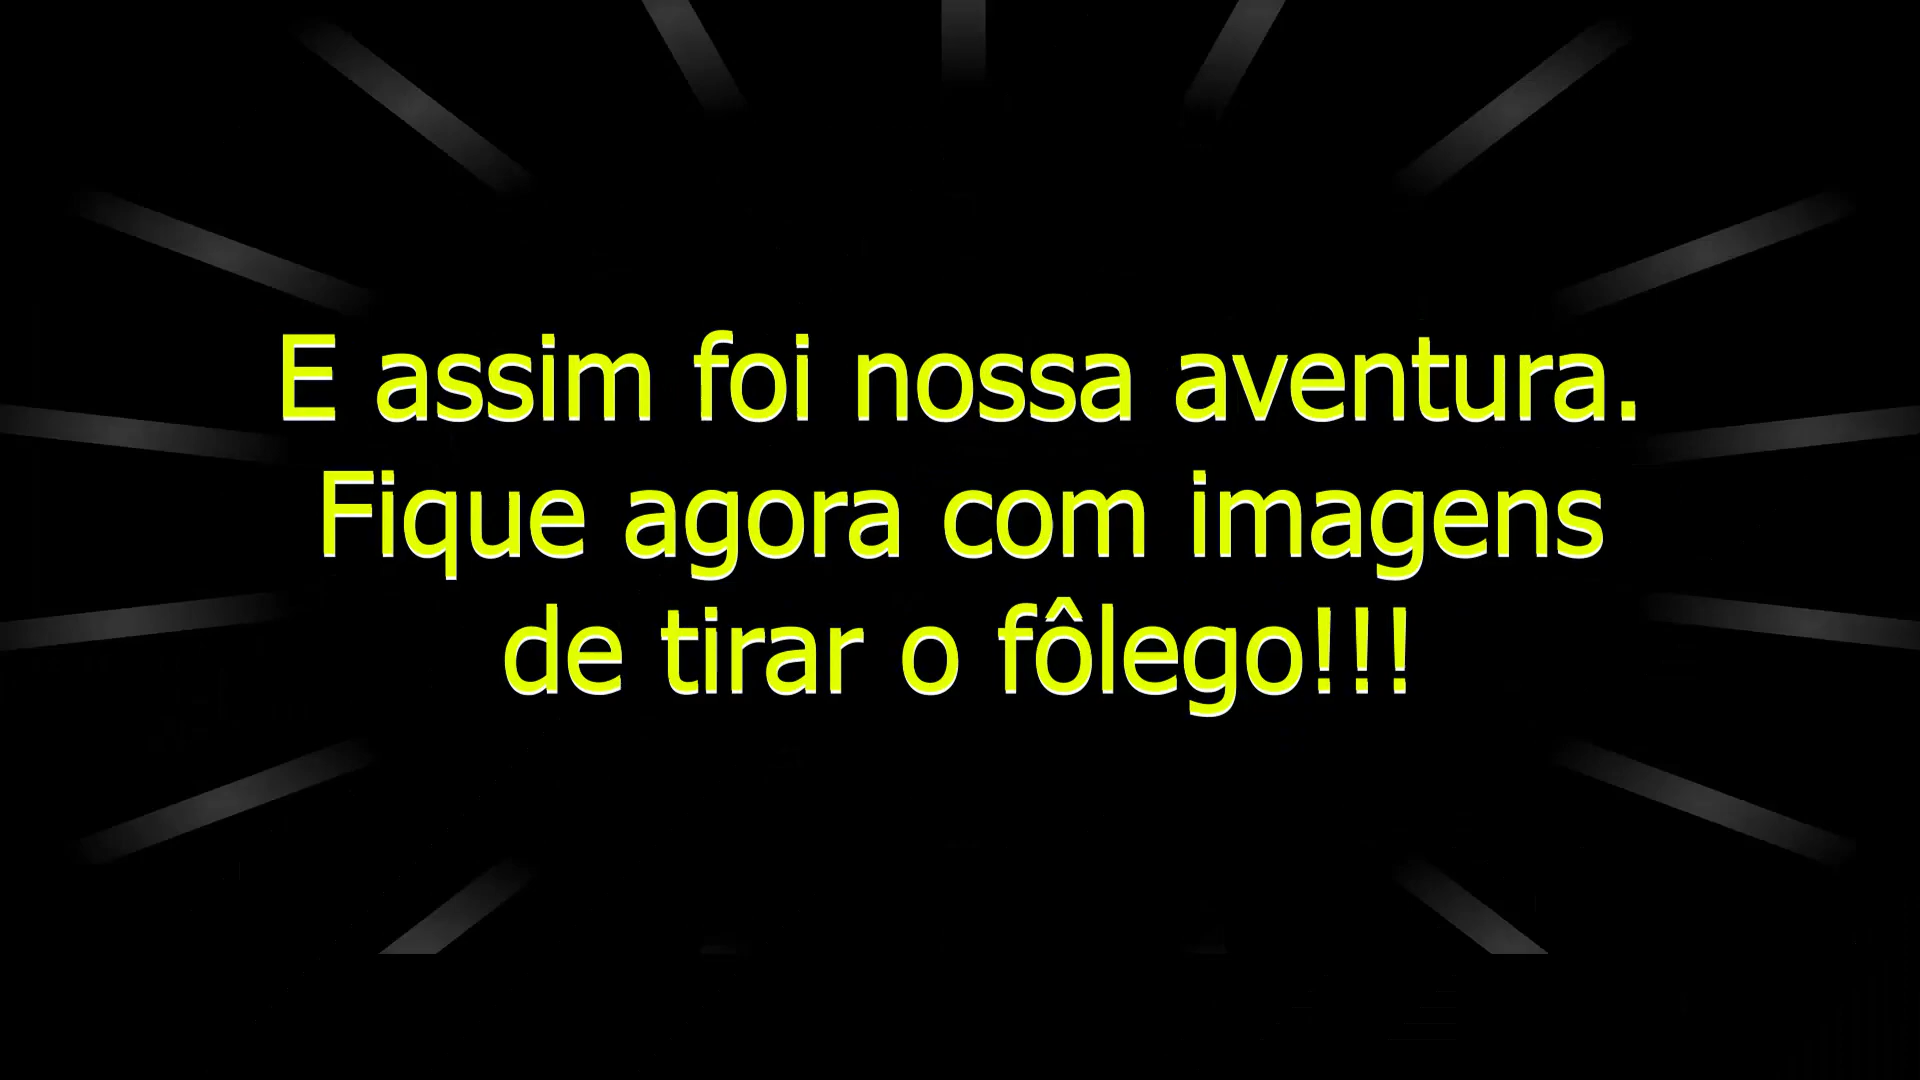 E assim foi nossa aventura.
Fique agora com imagens
de tirar o fôlego!!!